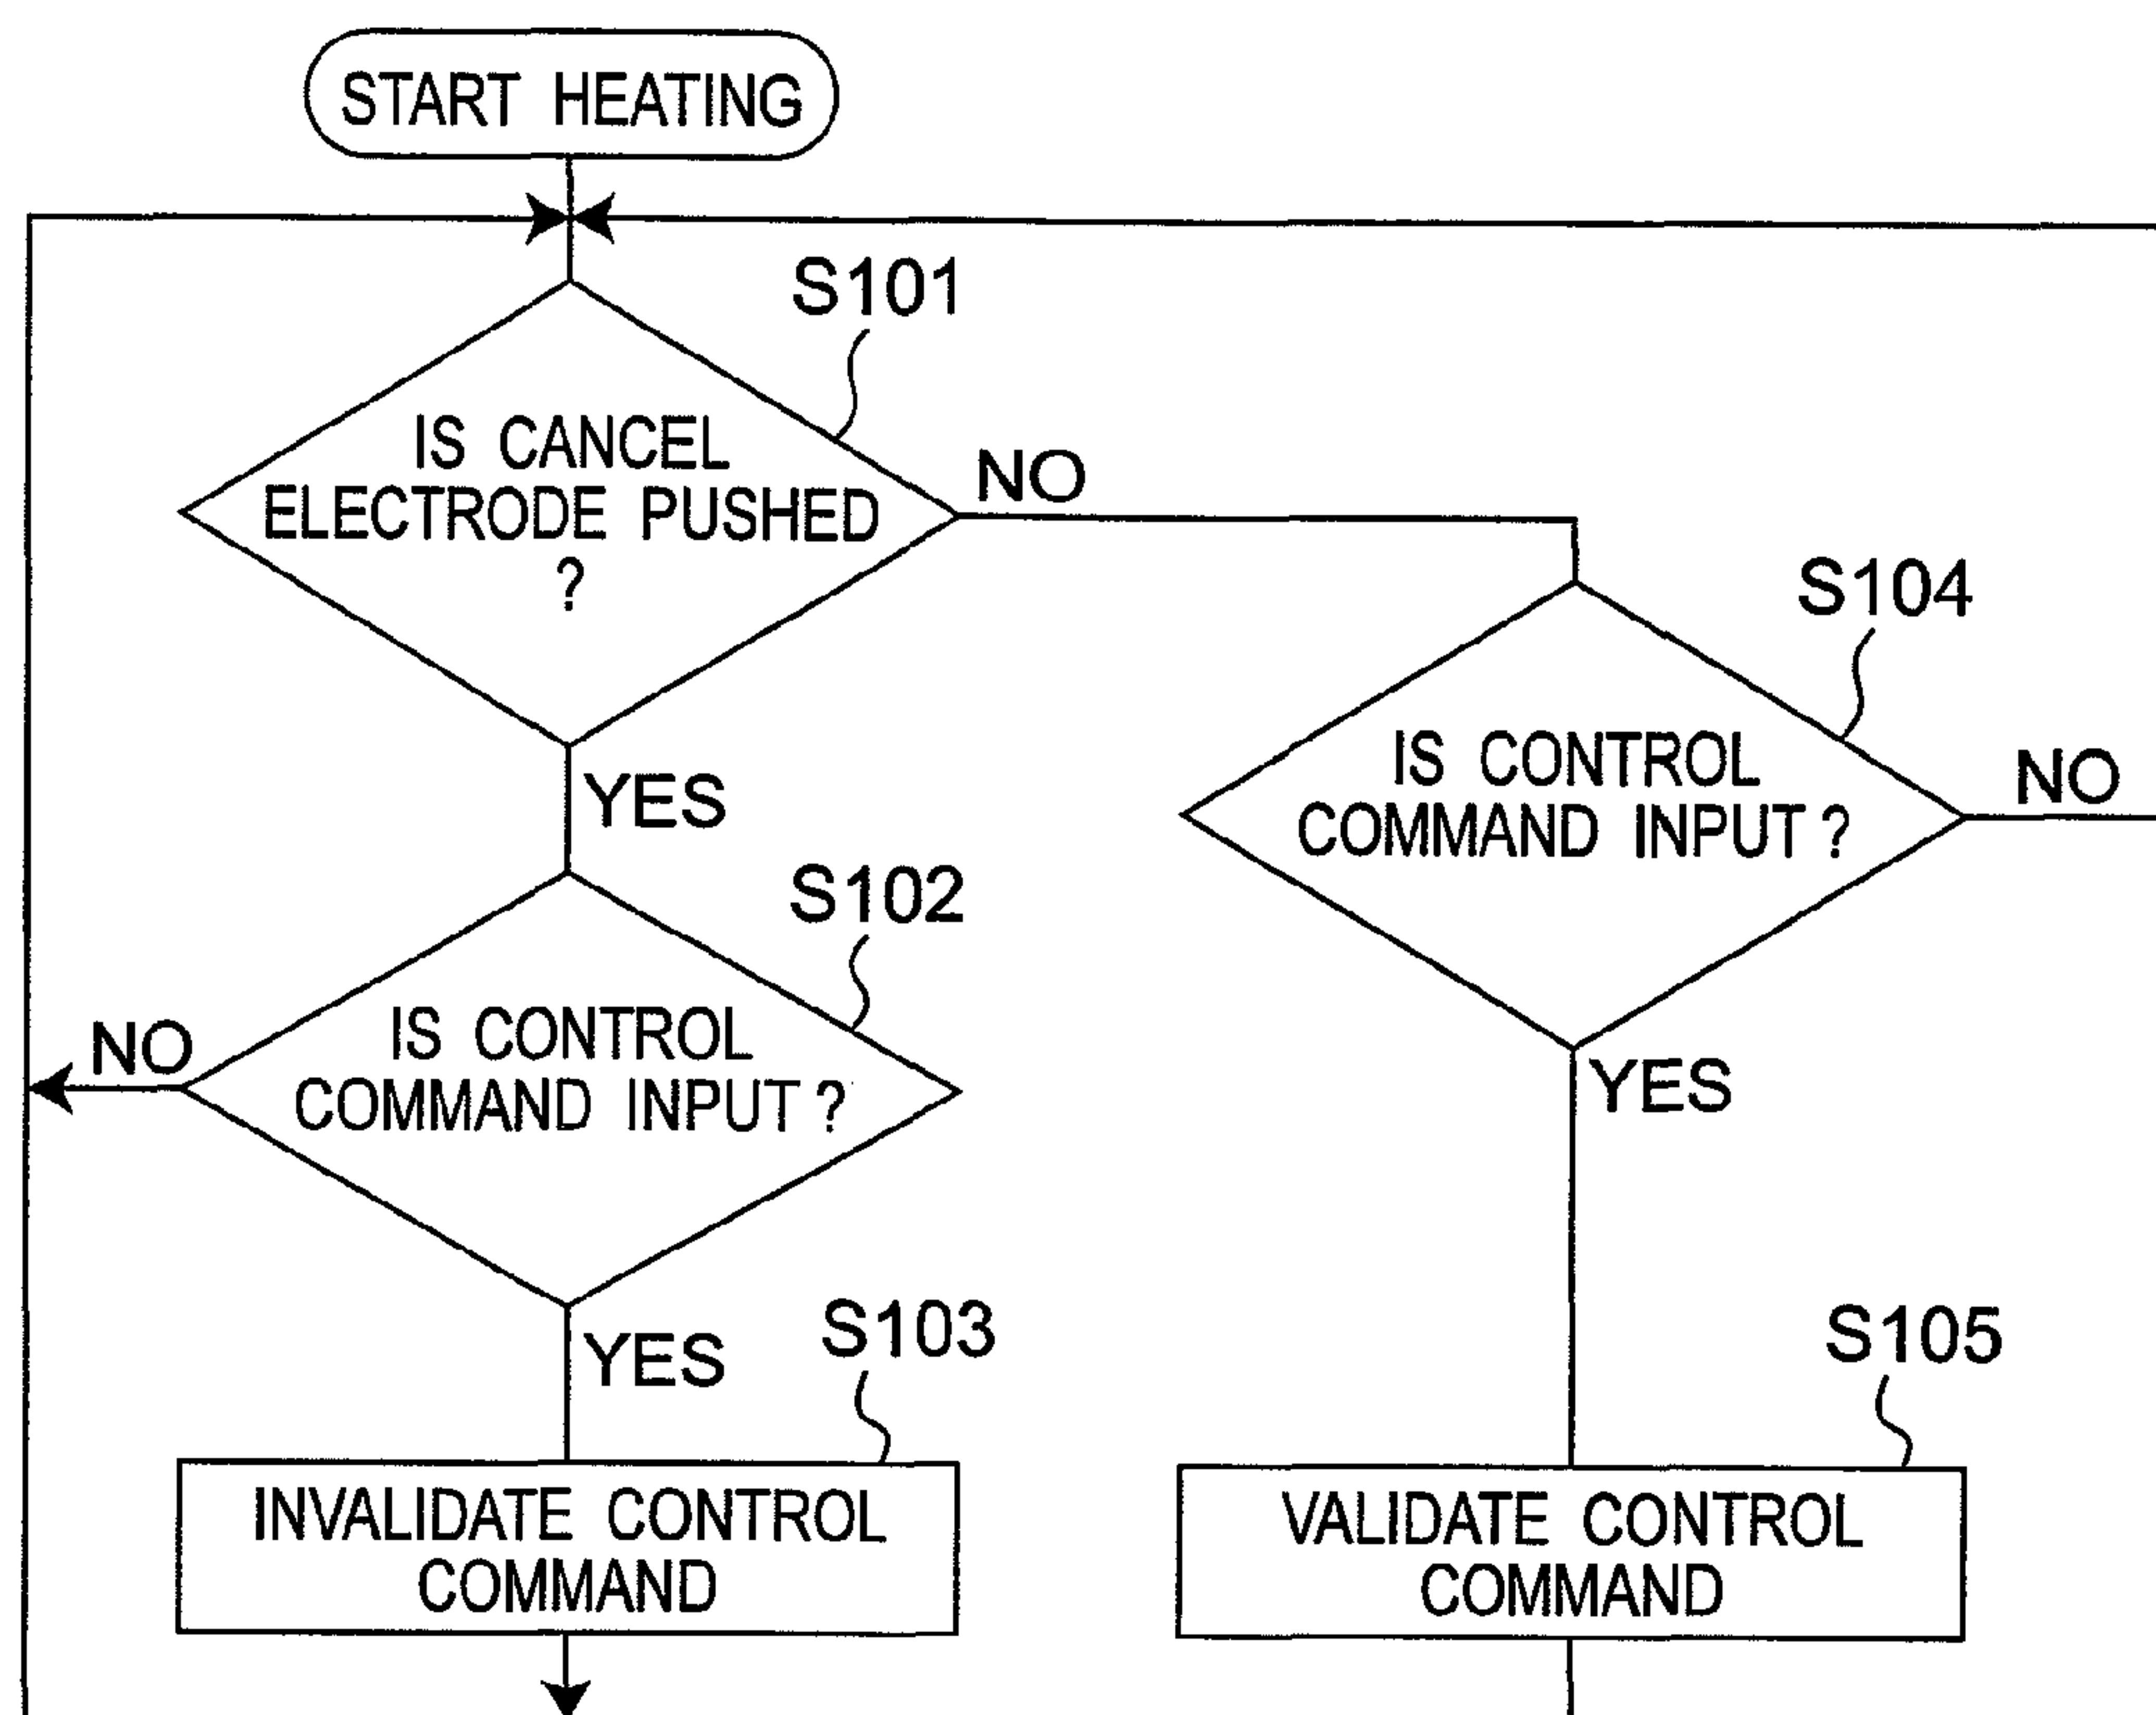 START HEATING
S101
IS CANCEL
ELECTRODE PUSHED
?
NO
YES
S104
IS CONTROL
COMMAND INPUT ?
NO
YES
S102
IS CONTROL
COMMAND INPUT ?
NO
YES
S103
INVALIDATE CONTROL
COMMAND
S105
VALIDATE CONTROL
COMMAND